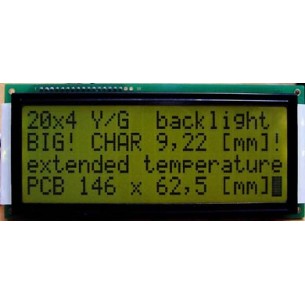 20x4 Y/G backlight
BIG! CHAR 9,22 [mm]!
extended temperature
PCB 146 x 62,5 [mm]█